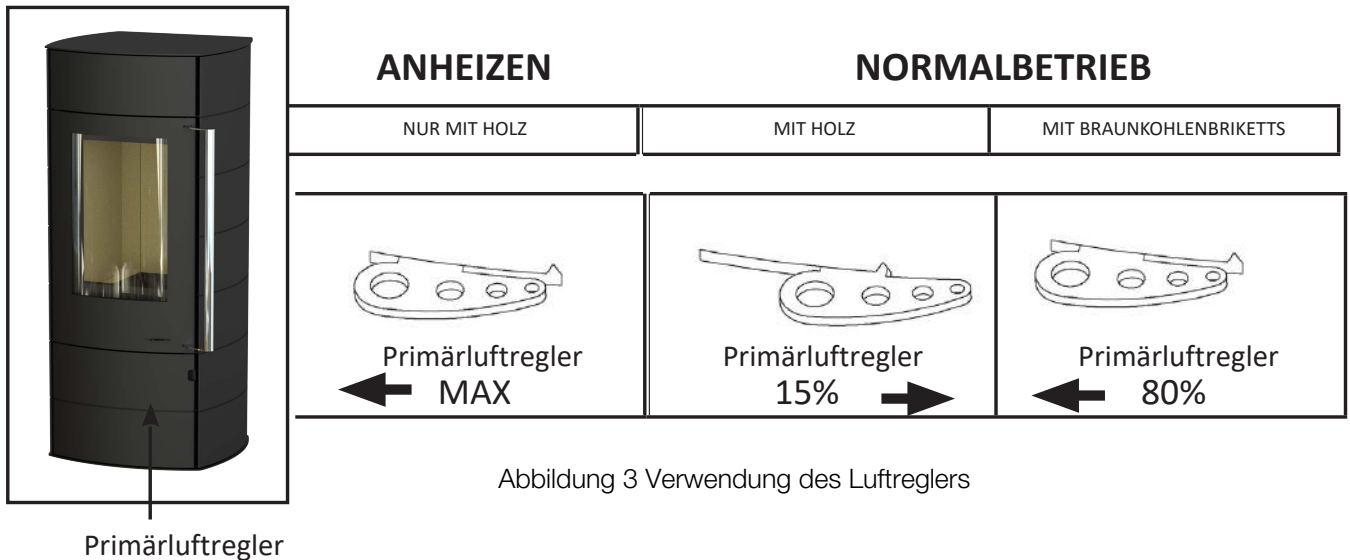 ANHEIZEN
NORMALBETRIEB
NUR MIT HOLZ
MIT HOLZ
MIT BRAUNKOHLENBRIKETTS
Primärluftregler
MAX
Primärluftregler
15%
Primärluftregler
80%
Abbildung 3 Verwendung des Luftreglers
Primärluftregler